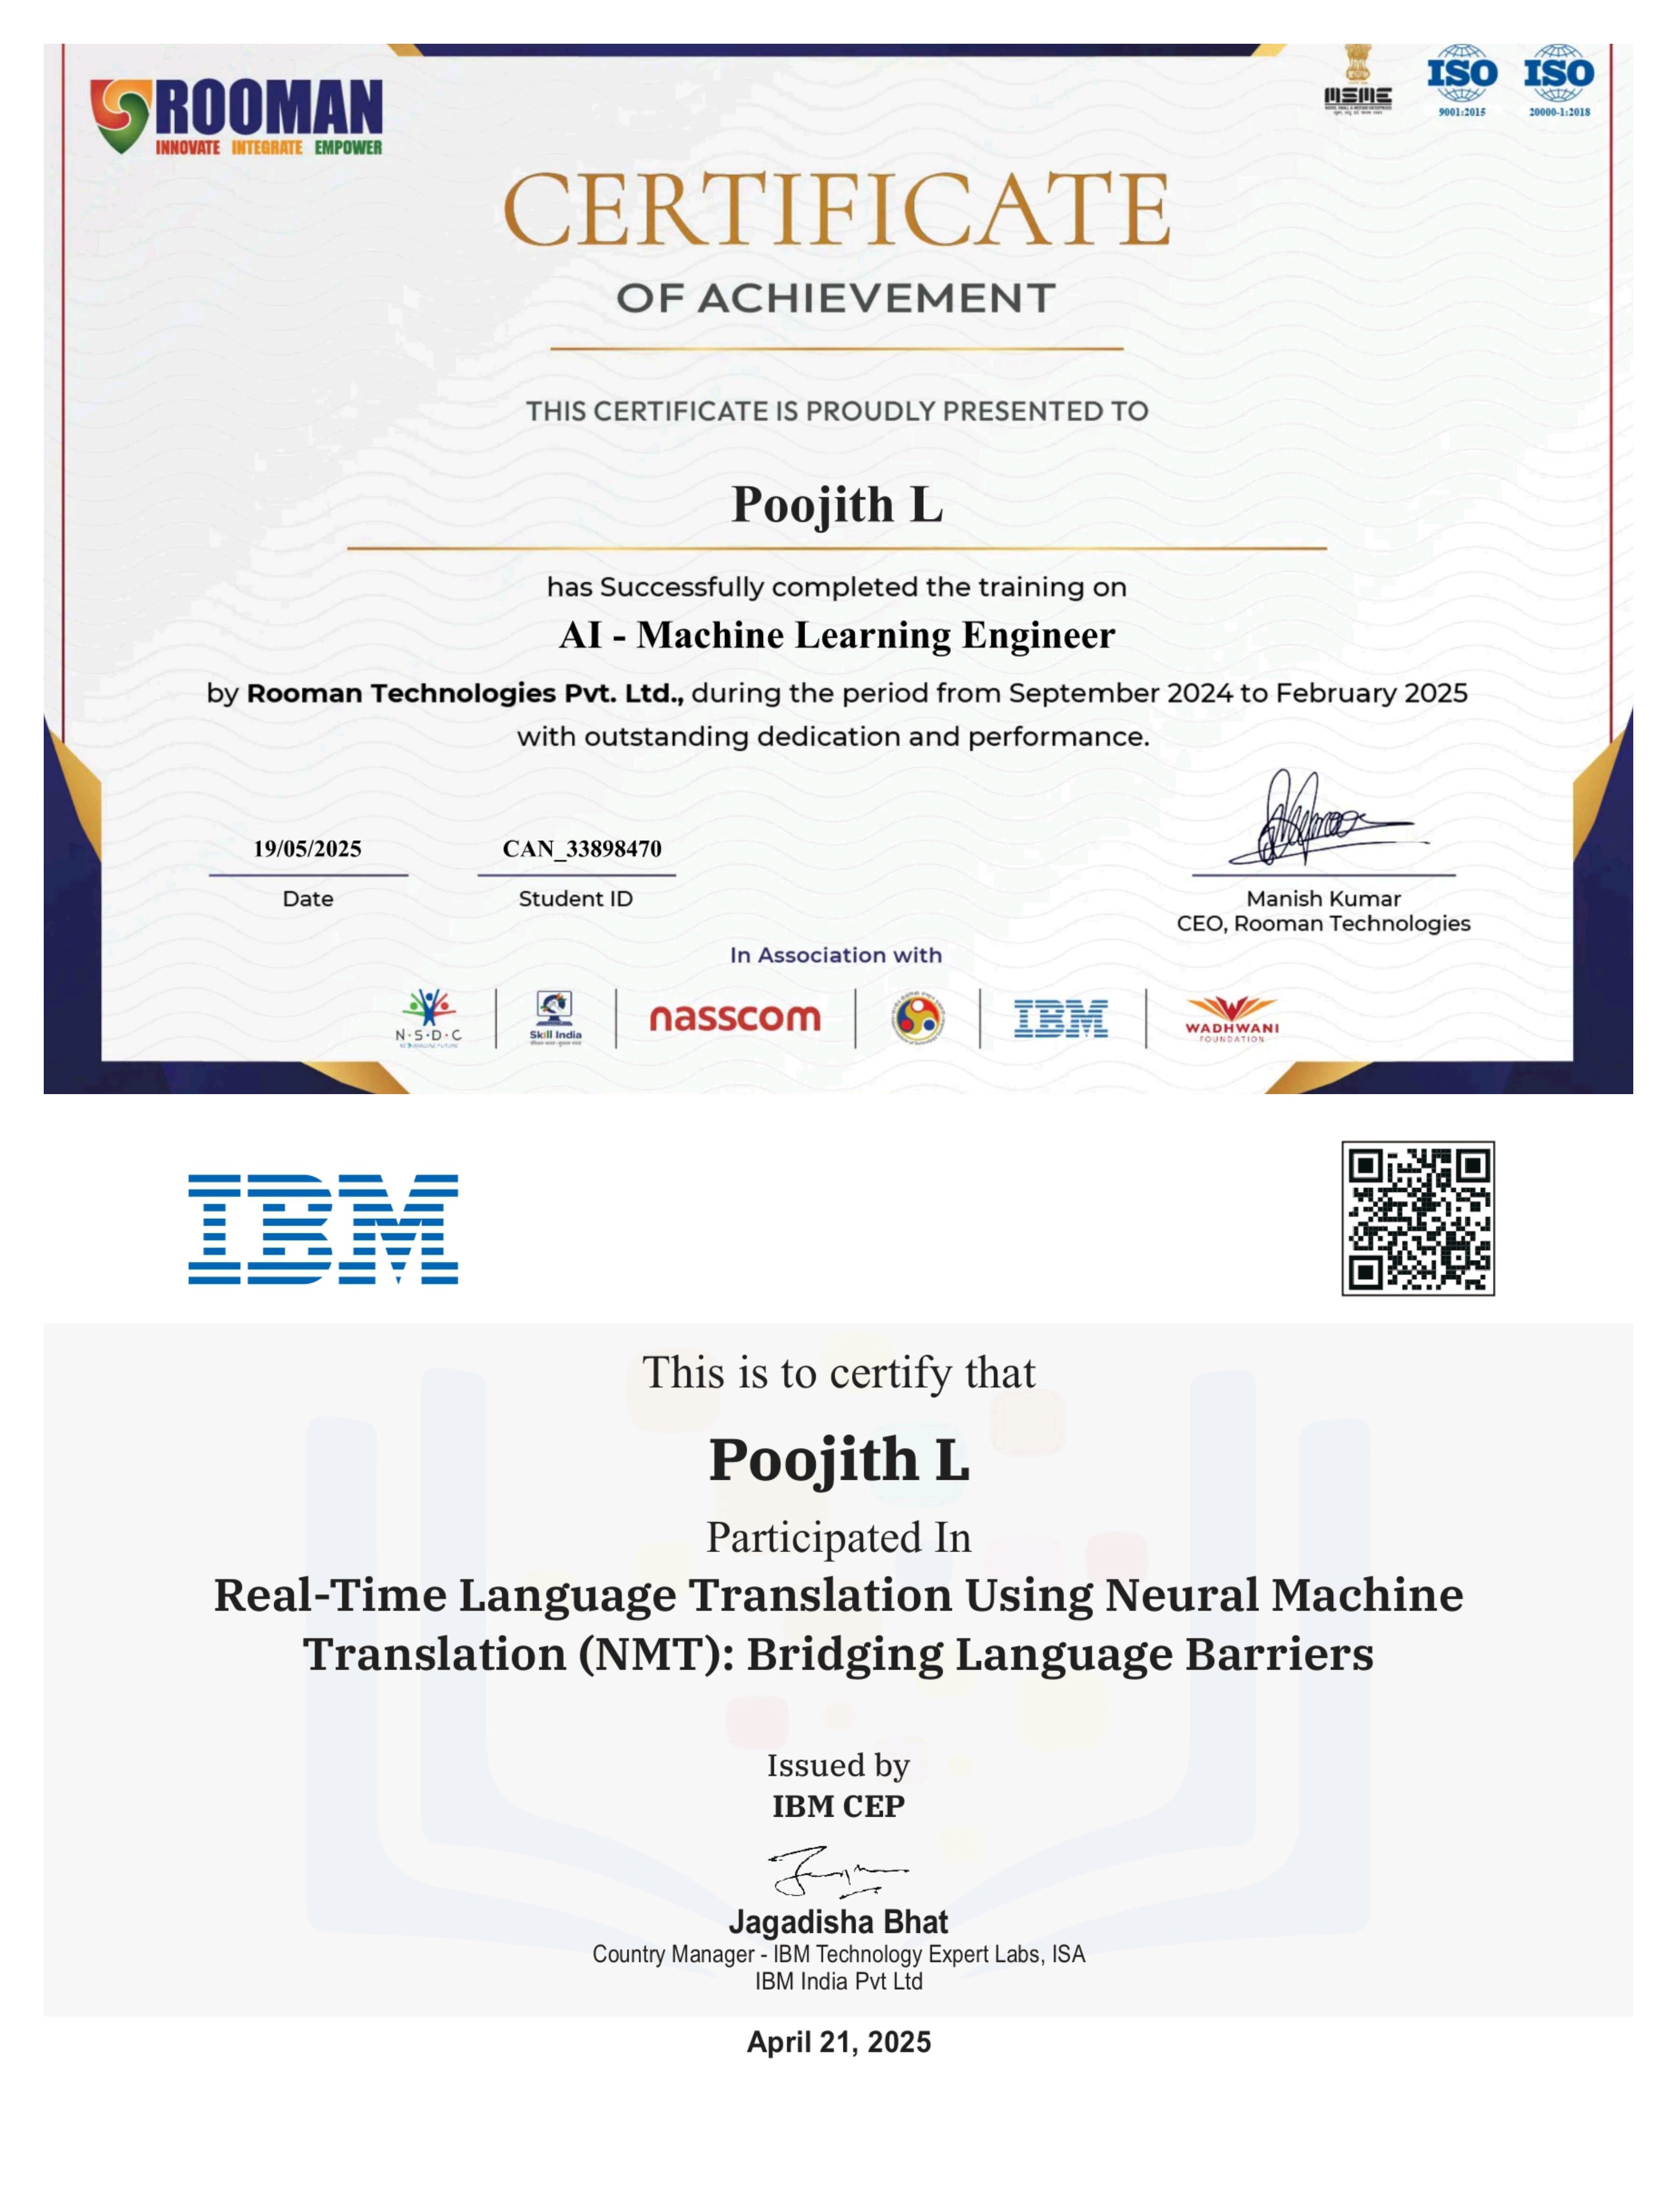 ROOMAN
INNOVATE INTEGRATE EMPOWER
MSME
ISO
9001:2015
ISO
20000-1:2018
CERTIFICATE
OF ACHIEVEMENT
THIS CERTIFICATE IS PROUDLY PRESENTED TO
Poojith L
has Successfully completed the training on
AI - Machine Learning Engineer
by Rooman Technologies Pvt. Ltd., during the period from September 2024 to February 2025
with outstanding dedication and performance.
19/05/2025
Date
CAN_33898470
Student ID
Manish Kumar
CEO, Rooman Technologies
In Association with
N·S·D·C
Skill India
nasscom
IBM
WADHWANI
FOUNDATION
IBM
This is to certify that
Poojith L
Participated In
Real-Time Language Translation Using Neural Machine
Translation (NMT): Bridging Language Barriers
Issued by
IBM CEP
Jagadisha Bhat
Country Manager - IBM Technology Expert Labs, ISA
IBM India Pvt Ltd
April 21, 2025